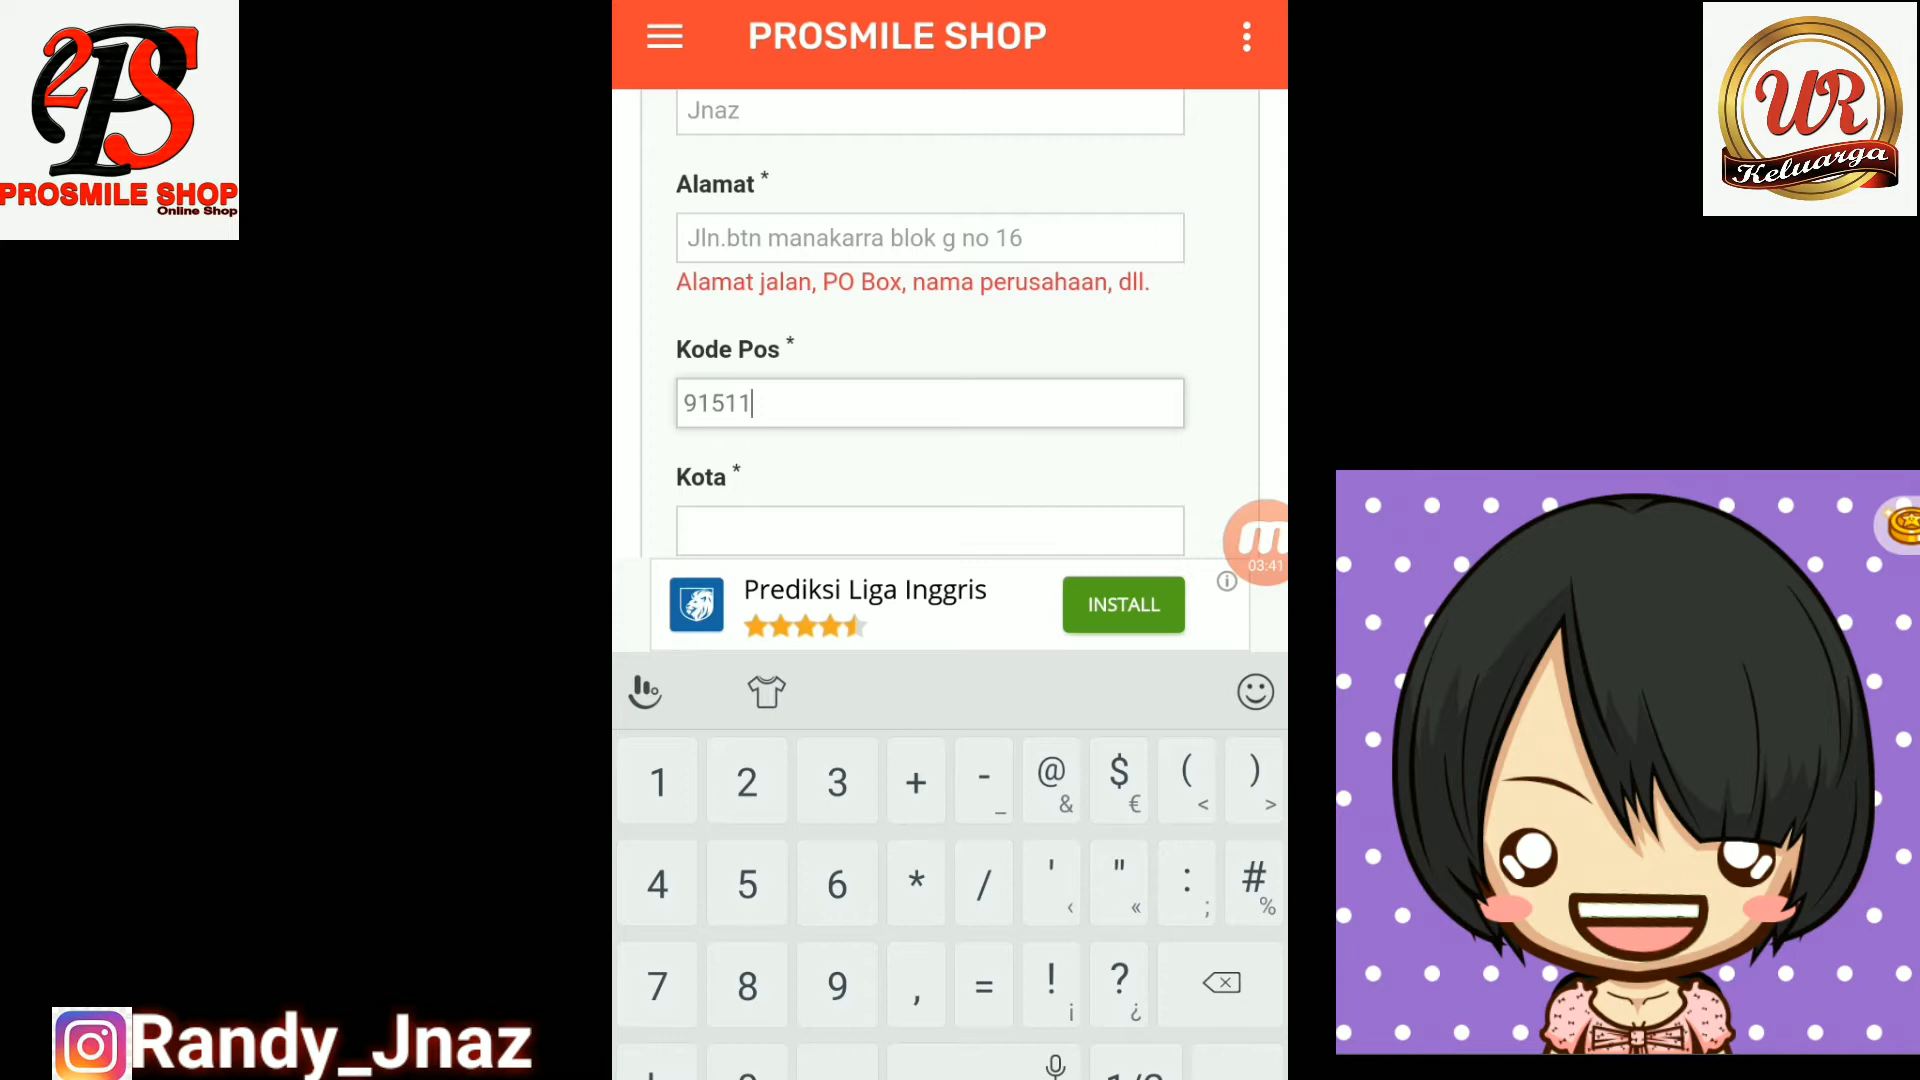 2PS
PROSMILE SHOP
Online Shop
PROSMILE SHOP
UR
Keluarga
Jnaz
Alamat *
Jln.btn manakarra blok g no 16
Alamat jalan, PO Box, nama perusahaan, dll.
Kode Pos *
91511
Kota *
m
03:41
Prediksi Liga Inggris
INSTALL
1 2 3 + - _ @ & $ € ( < ) >
4 5 6 * / ' ‹ " « : ; # %
7 8 9 , = ! ¡ ? ¿
Randy_Jnaz